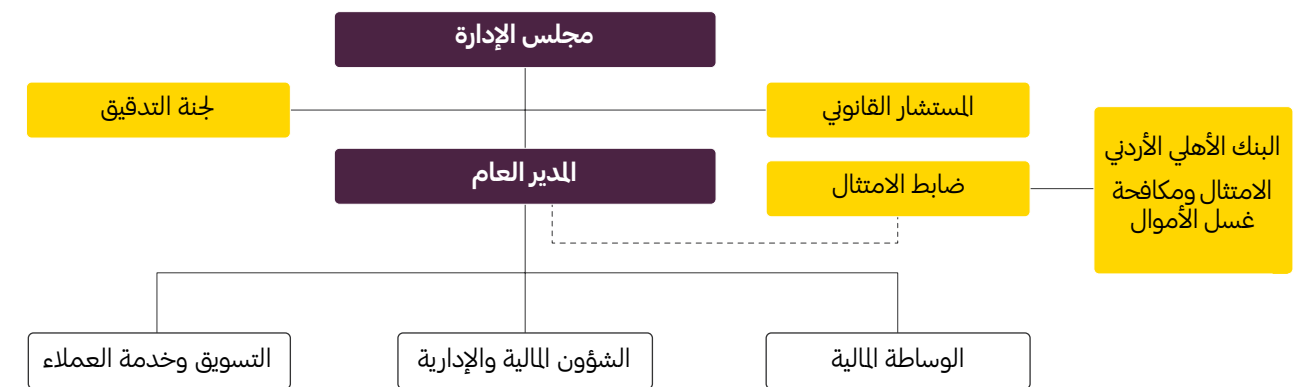 مجلس الإدارة
المستشار القانوني
لجنة التدقيق
البنك الأهلي الأردني
الامتثال ومكافحة
غسل الأموال
ضابط الامتثال
المدير العام
الوساطة المالية
الشؤون المالية والإدارية
التسويق وخدمة العملاء